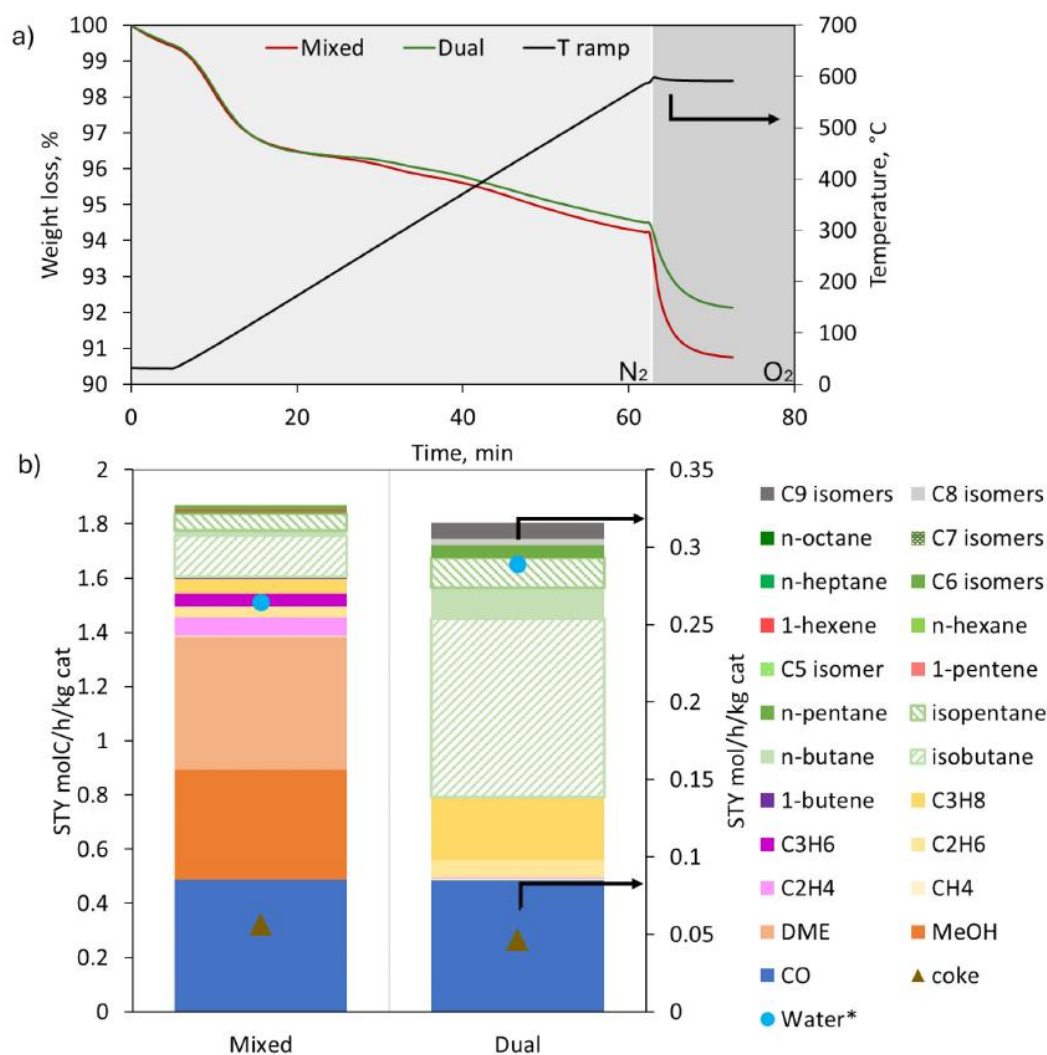 a)
100
99
98
97
96
95
94
93
92
91
90
Weight loss, %
Mixed Dual T ramp
700
600
500
400
300
200
100
0
Temperature, °C
N2 O2
0 20 40 60 80
Time, min
b)
2
1.8
1.6
1.4
1.2
1
0.8
0.6
0.4
0.2
0
STY molC/h/kg cat
0.35
0.3
0.25
0.2
0.15
0.1
0.05
0
STY mol/h/kg cat
Mixed Dual
C9 isomers C8 isomers
n-octane C7 isomers
n-heptane C6 isomers
1-hexene n-hexane
C5 isomer 1-pentene
n-pentane isopentane
n-butane isobutane
1-butene C3H8
C3H6 C2H6
C2H4 CH4
DME MeOH
CO coke
Water*